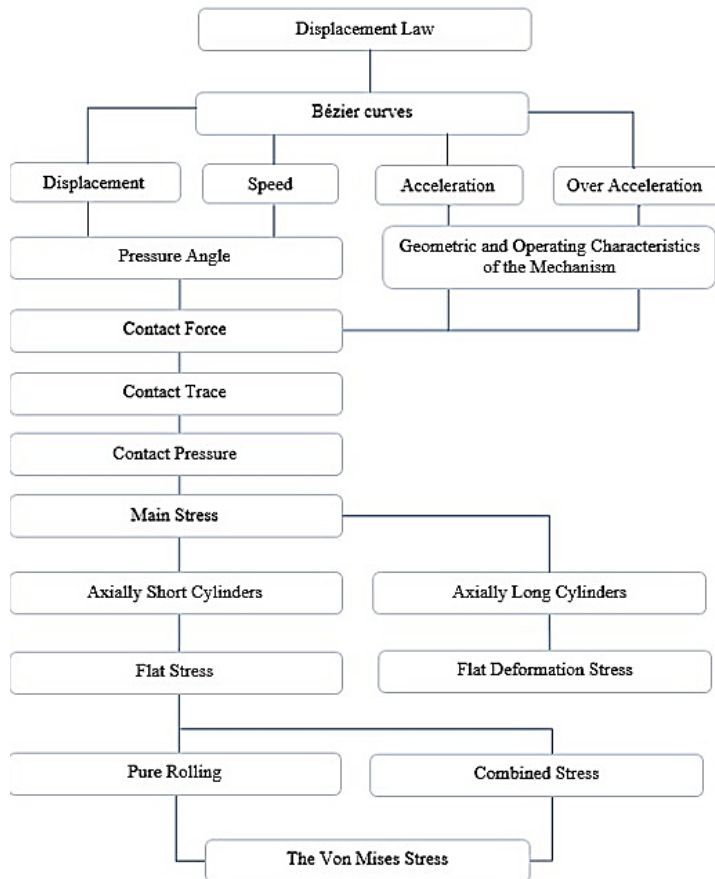 Displacement Law
Bézier curves
Displacement
Speed
Acceleration
Over Acceleration
Pressure Angle
Geometric and Operating Characteristics
of the Mechanism
Contact Force
Contact Trace
Contact Pressure
Main Stress
Axially Short Cylinders
Axially Long Cylinders
Flat Stress
Flat Deformation Stress
Pure Rolling
Combined Stress
The Von Mises Stress